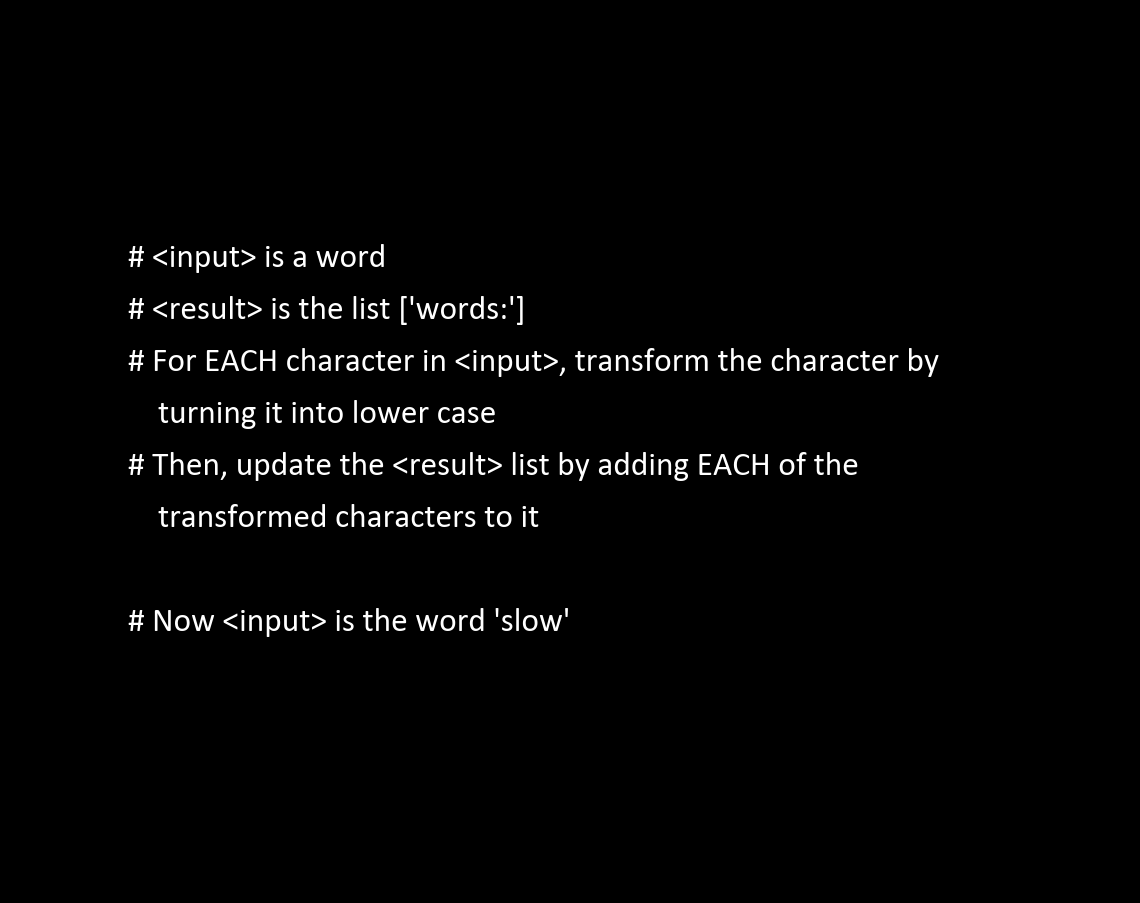 # <input> is a word
# <result> is the list ['words:']
# For EACH character in <input>, transform the character by
turning it into lower case
# Then, update the <result> list by adding EACH of the
transformed characters to it
# Now <input> is the word 'slow'